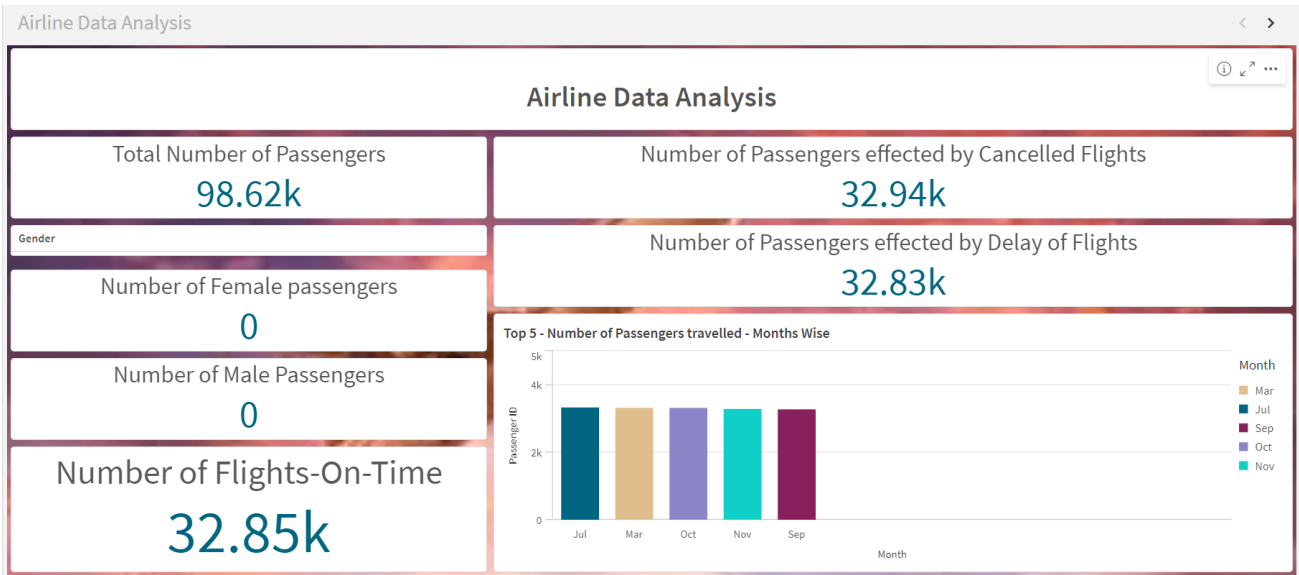 Airline Data Analysis
Airline Data Analysis
Total Number of Passengers
98.62k
Number of Passengers effected by Cancelled Flights
32.94k
Gender
Number of Passengers effected by Delay of Flights
32.83k
Number of Female passengers
0
Number of Male Passengers
0
Number of Flights-On-Time
32.85k
Top 5 - Number of Passengers travelled - Months Wise
Passenger ID
5k
4k
2k
0
Jul Mar Oct Nov Sep
Month
Month
Mar
Jul
Sep
Oct
Nov